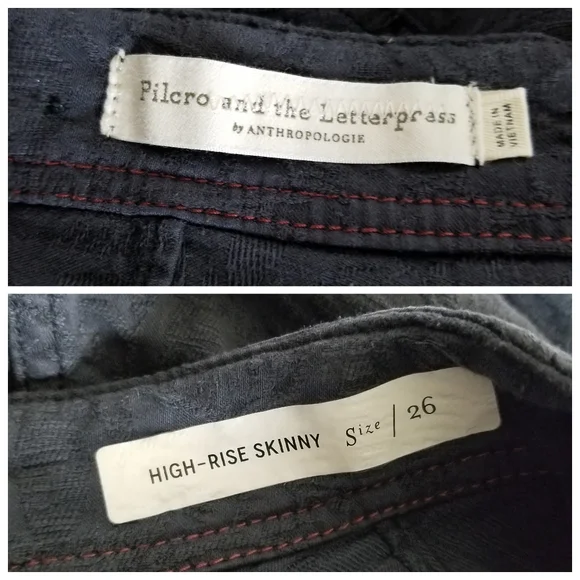 Pilcro and the Letterpress
by ANTHROPOLOGIE
MADE IN
VIETNAM
HIGH-RISE SKINNY Size | 26